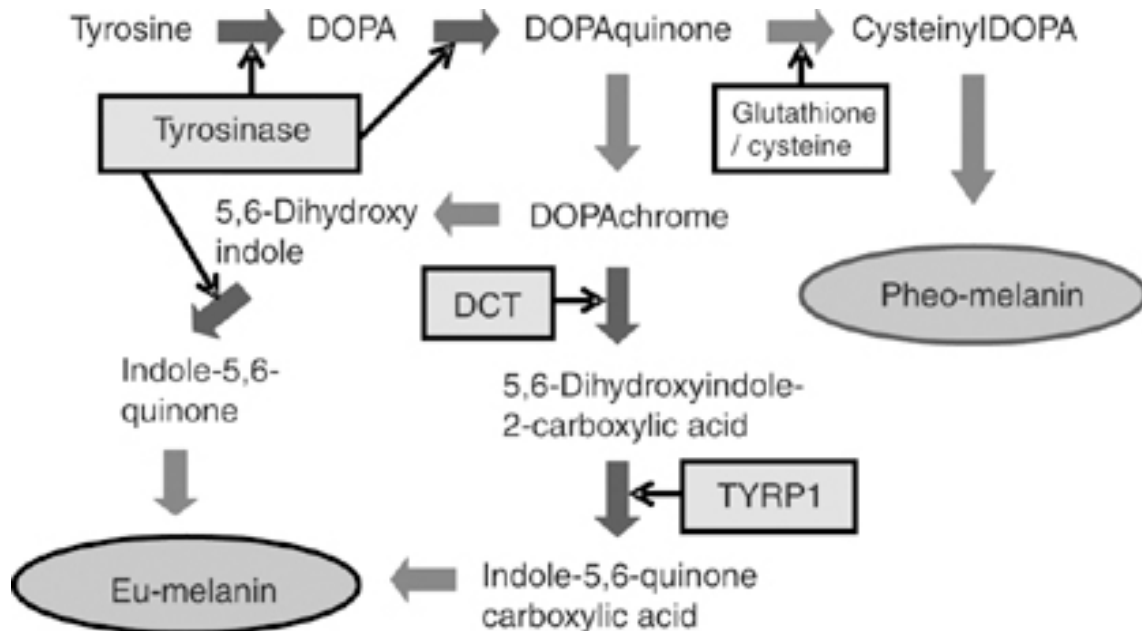 Tyrosine
DOPA
DOPAquinone
CysteinylDOPA
Tyrosinase
Glutathione
/ cysteine
5,6-Dihydroxy
indole
DOPAchrome
DCT
Pheo-melanin
Indole-5,6-
quinone
5,6-Dihydroxyindole-
2-carboxylic acid
TYRP1
Eu-melanin
Indole-5,6-quinone
carboxylic acid